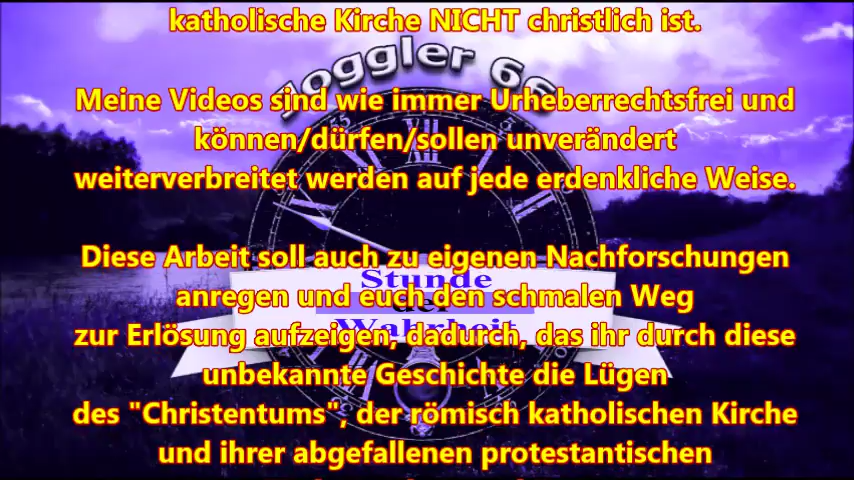 katholische Kirche NICHT christlich ist.
Joggler 66
Meine Videos sind wie immer Urheberrechtsfrei und
können/dürfen/sollen unverändert
weiterverbreitet werden auf jede erdenkliche Weise.
Diese Arbeit soll auch zu eigenen Nachforschungen
anregen und euch den schmalen Weg
zur Erlösung aufzeigen, dadurch, das ihr durch diese
unbekannte Geschichte die Lügen
des "Christentums", der römisch katholischen Kirche
und ihrer abgefallenen protestantischen
Stunde
der
Wahrheit
XII